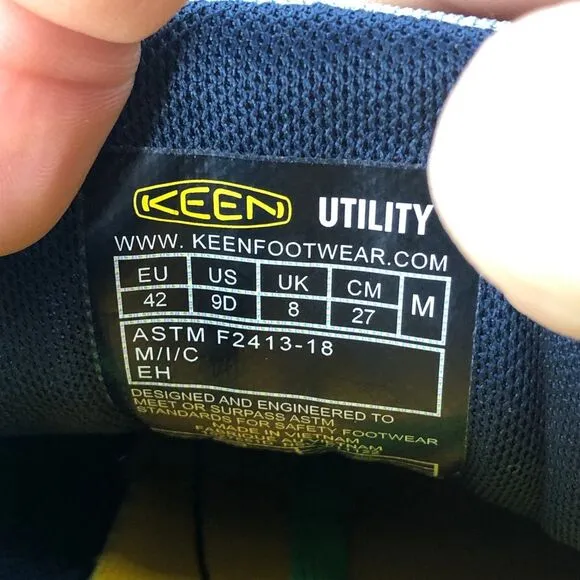 KEEN UTILITY
WWW.KEENFOOTWEAR.COM
EU US UK CM M
42 9D 8 27
ASTM F2413-18
M/I/C
EH
DESIGNED AND ENGINEERED TO
MEET OR SURPASS ASTM
STANDARDS FOR SAFETY FOOTWEAR
MADE IN VIETNAM